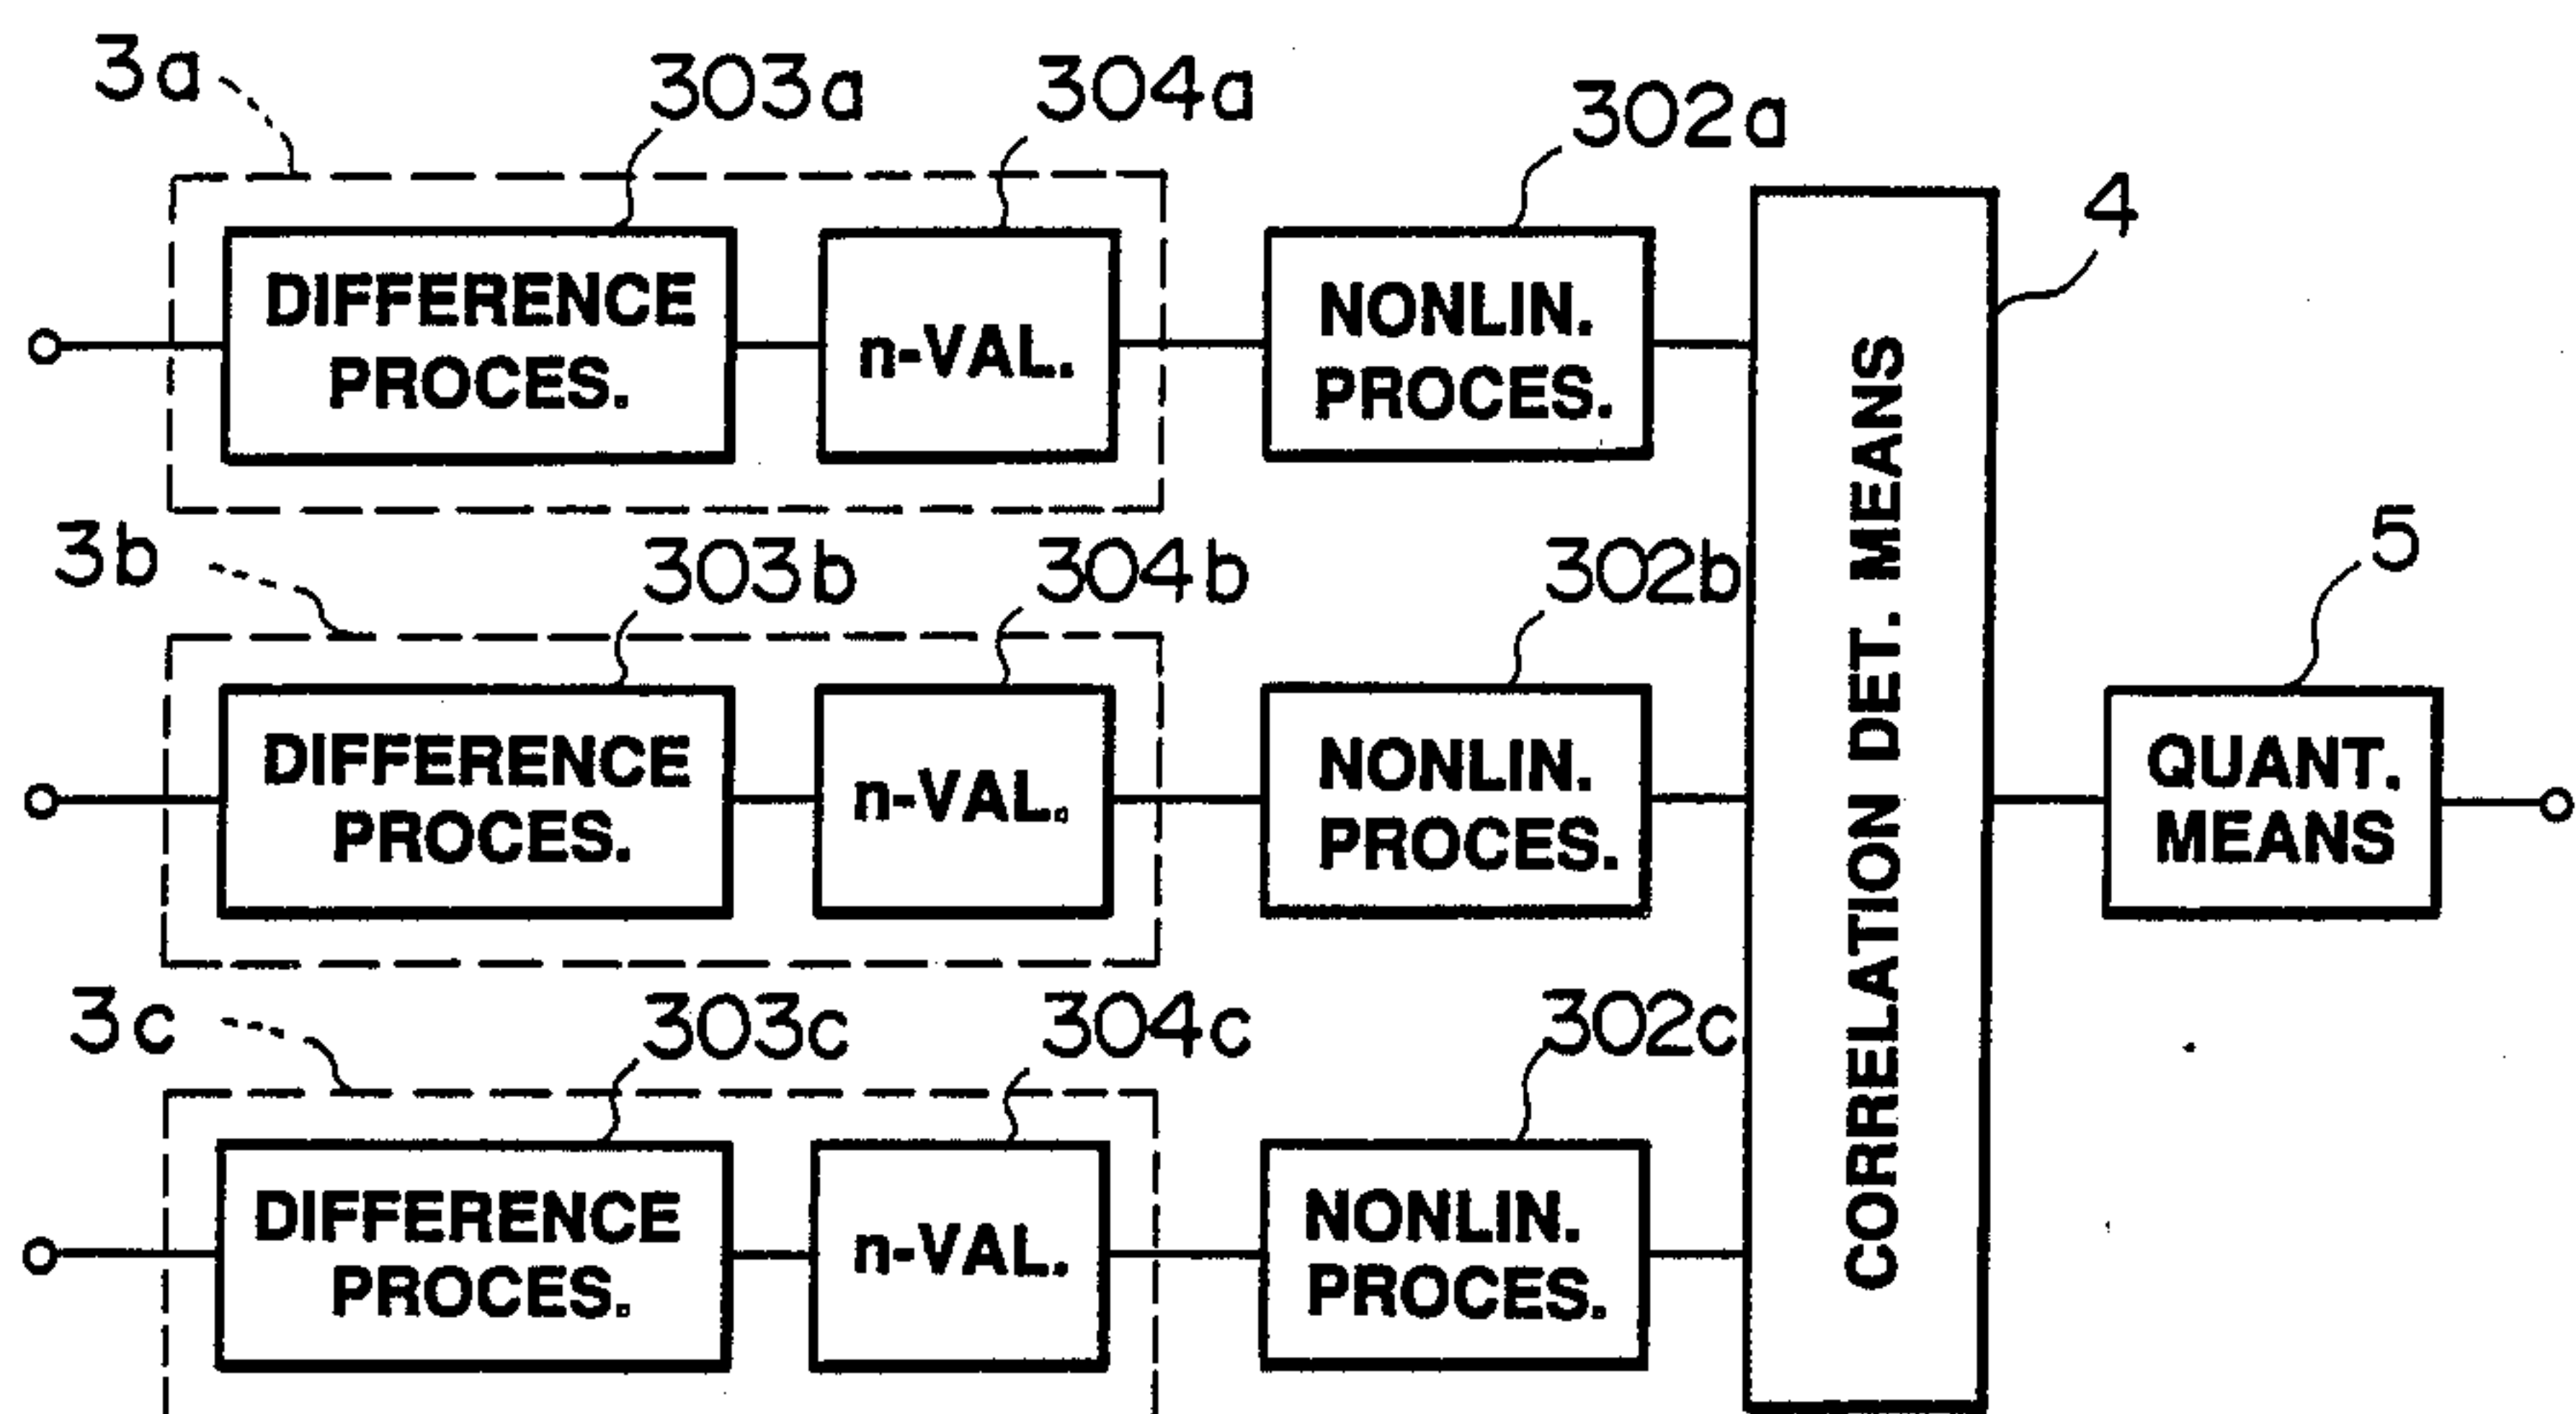 3a
303a
304a
302a
4
DIFFERENCE
PROCES.
n-VAL.
NONLIN.
PROCES.
3b
303b
304b
302b
5
DIFFERENCE
PROCES.
n-VAL.
NONLIN.
PROCES.
CORRELATION DET. MEANS
QUANT.
MEANS
3c
303c
304c
302c
DIFFERENCE
PROCES.
n-VAL.
NONLIN.
PROCES.